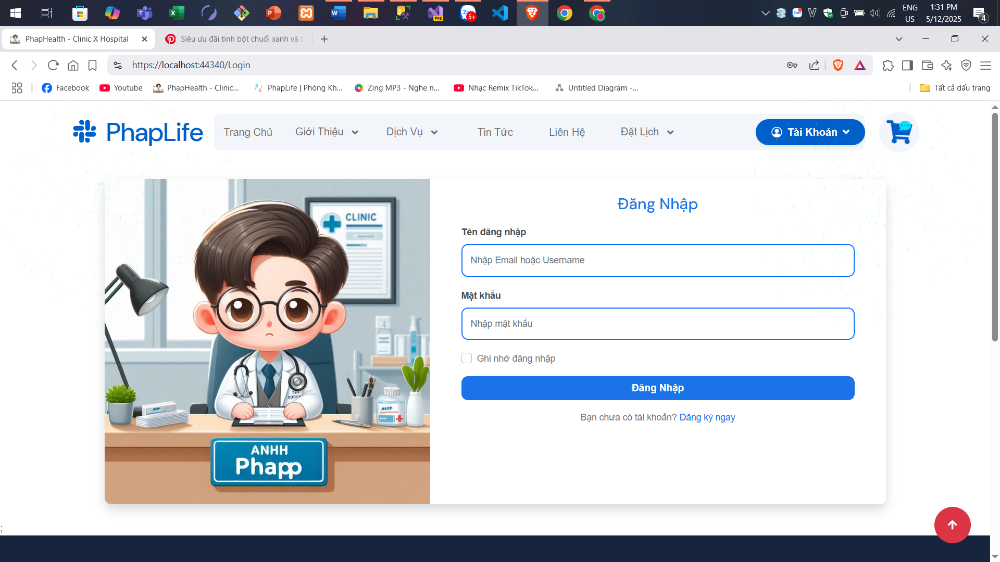 ENG
US
1:31 PM
5/12/2025
4
5+
PRE
PhapHealth - Clinic X Hospital
Siêu ưu đãi tinh bột chuối xanh và ti
https://localhost:44340/Login
Facebook
Youtube
PhapHealth - Clinic...
PhapLife | Phòng Kh...
Zing MP3 - Nghe n...
Nhạc Remix TikTok...
Untitled Diagram -...
Tất cả dấu trang
PhapLife
Trang Chủ
Giới Thiệu
Dịch Vụ
Tin Tức
Liên Hệ
Đặt Lịch
Tài Khoản
CLINIC
ANHH
Phapp
Đăng Nhập
Tên đăng nhập
Nhập Email hoặc Username
Mật khẩu
Nhập mật khẩu
Ghi nhớ đăng nhập
Đăng Nhập
Bạn chưa có tài khoản? Đăng ký ngay
;